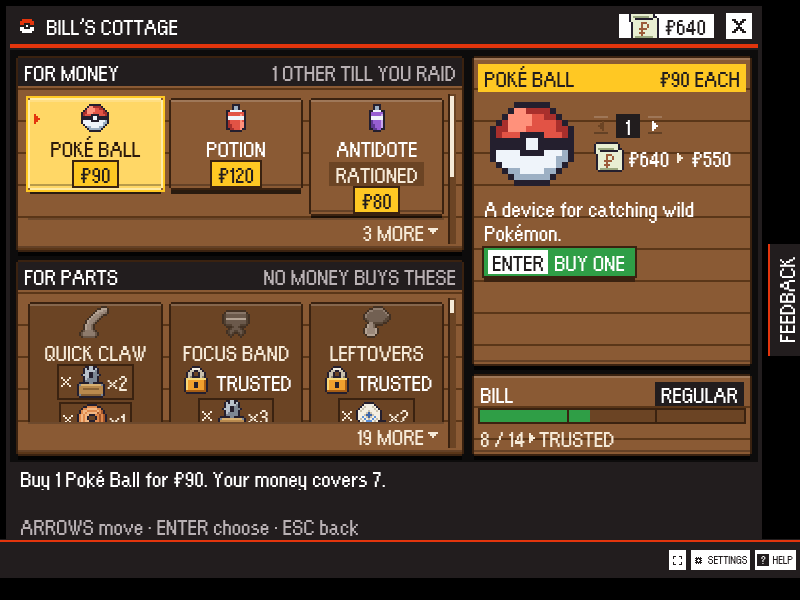 BILL'S COTTAGE
₽640
X
FOR MONEY
1 OTHER TILL YOU RAID
POKÉ BALL
₽90
POTION
₽120
ANTIDOTE
RATIONED
₽80
3 MORE
FOR PARTS
NO MONEY BUYS THESE
QUICK CLAW
×2
×1
FOCUS BAND
TRUSTED
×3
LEFTOVERS
TRUSTED
×2
19 MORE
POKÉ BALL
₽90 EACH
1
₽640 ▸ ₽550
A device for catching wild
Pokémon.
ENTER BUY ONE
BILL
REGULAR
8 / 14 ▸ TRUSTED
FEEDBACK
Buy 1 Poké Ball for ₽90. Your money covers 7.
ARROWS move · ENTER choose · ESC back
SETTINGS
? HELP